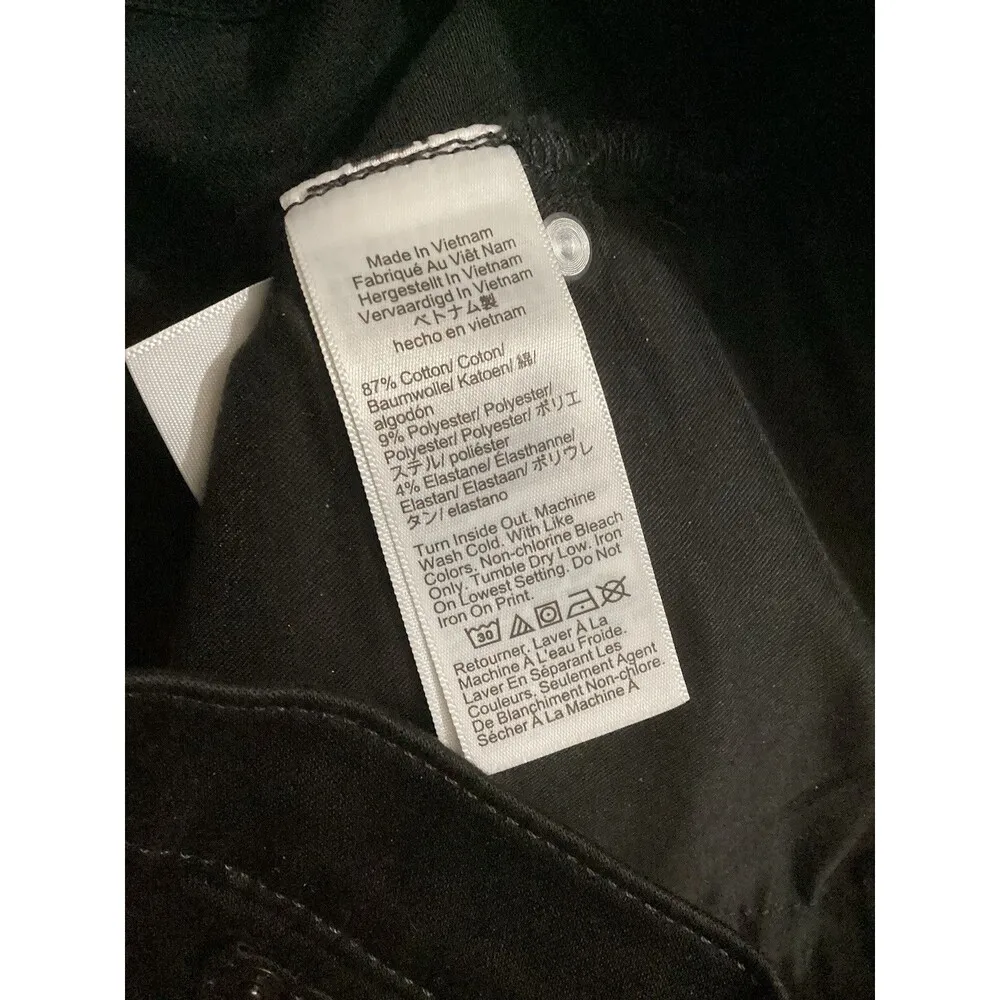 Made In Vietnam
Fabriqué Au Viêt Nam
Hergestellt In Vietnam
Vervaardigd In Vietnam
ベトナム製
hecho en vietnam
87% Cotton/ Coton/
Baumwolle/ Katoen/ 綿/
algodón
9% Polyester/ Polyester/
Polyester/ Polyester/ ポリエ
ステル/ poliéster
4% Elastane/ Élasthanne/
Elastan/ Elastaan/ ポリウレ
タン/ elastano
Turn Inside Out. Machine
Wash Cold. With Like
Colors. Non-chlorine Bleach
Only. Tumble Dry Low. Iron
On Lowest Setting. Do Not
Iron On Print.
30
Retourner. Laver À La
Machine À L'eau Froide.
Laver En Séparant Les
Couleurs. Seulement Agent
De Blanchiment Non-chlore.
Sécher À La Machine À